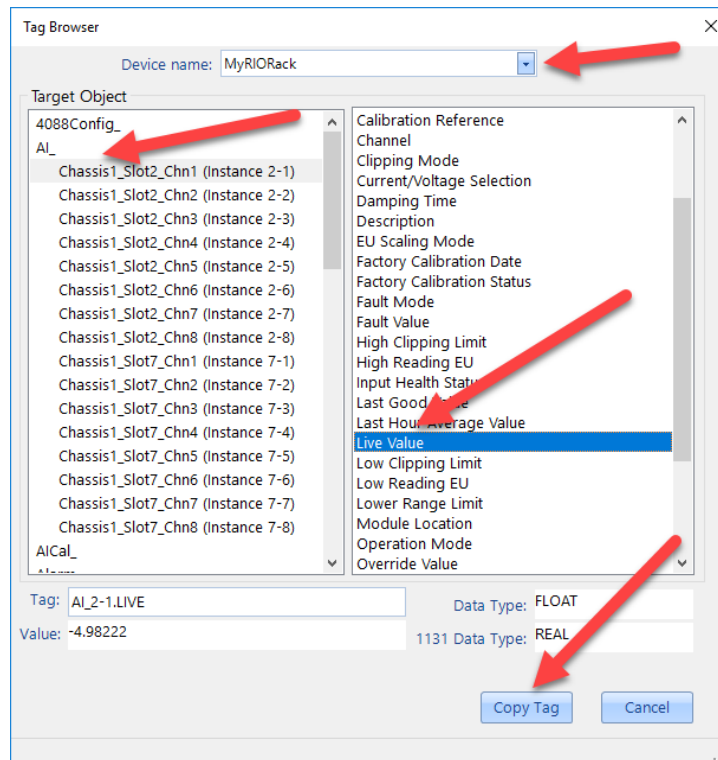 Tag Browser
Device name: MyRIORack
Target Object
4088Config_
AI_
Chassis1_Slot2_Chn1 (Instance 2-1)
Chassis1_Slot2_Chn2 (Instance 2-2)
Chassis1_Slot2_Chn3 (Instance 2-3)
Chassis1_Slot2_Chn4 (Instance 2-4)
Chassis1_Slot2_Chn5 (Instance 2-5)
Chassis1_Slot2_Chn6 (Instance 2-6)
Chassis1_Slot2_Chn7 (Instance 2-7)
Chassis1_Slot2_Chn8 (Instance 2-8)
Chassis1_Slot7_Chn1 (Instance 7-1)
Chassis1_Slot7_Chn2 (Instance 7-2)
Chassis1_Slot7_Chn3 (Instance 7-3)
Chassis1_Slot7_Chn4 (Instance 7-4)
Chassis1_Slot7_Chn5 (Instance 7-5)
Chassis1_Slot7_Chn6 (Instance 7-6)
Chassis1_Slot7_Chn7 (Instance 7-7)
Chassis1_Slot7_Chn8 (Instance 7-8)
AICal_
Calibration Reference
Channel
Clipping Mode
Current/Voltage Selection
Damping Time
Description
EU Scaling Mode
Factory Calibration Date
Factory Calibration Status
Fault Mode
Fault Value
High Clipping Limit
High Reading EU
Input Health Status
Last Good Value
Last Hour Average Value
Live Value
Low Clipping Limit
Low Reading EU
Lower Range Limit
Module Location
Operation Mode
Override Value
Tag: AI_2-1.LIVE
Data Type: FLOAT
Value: -4.98222
1131 Data Type: REAL
Copy Tag
Cancel